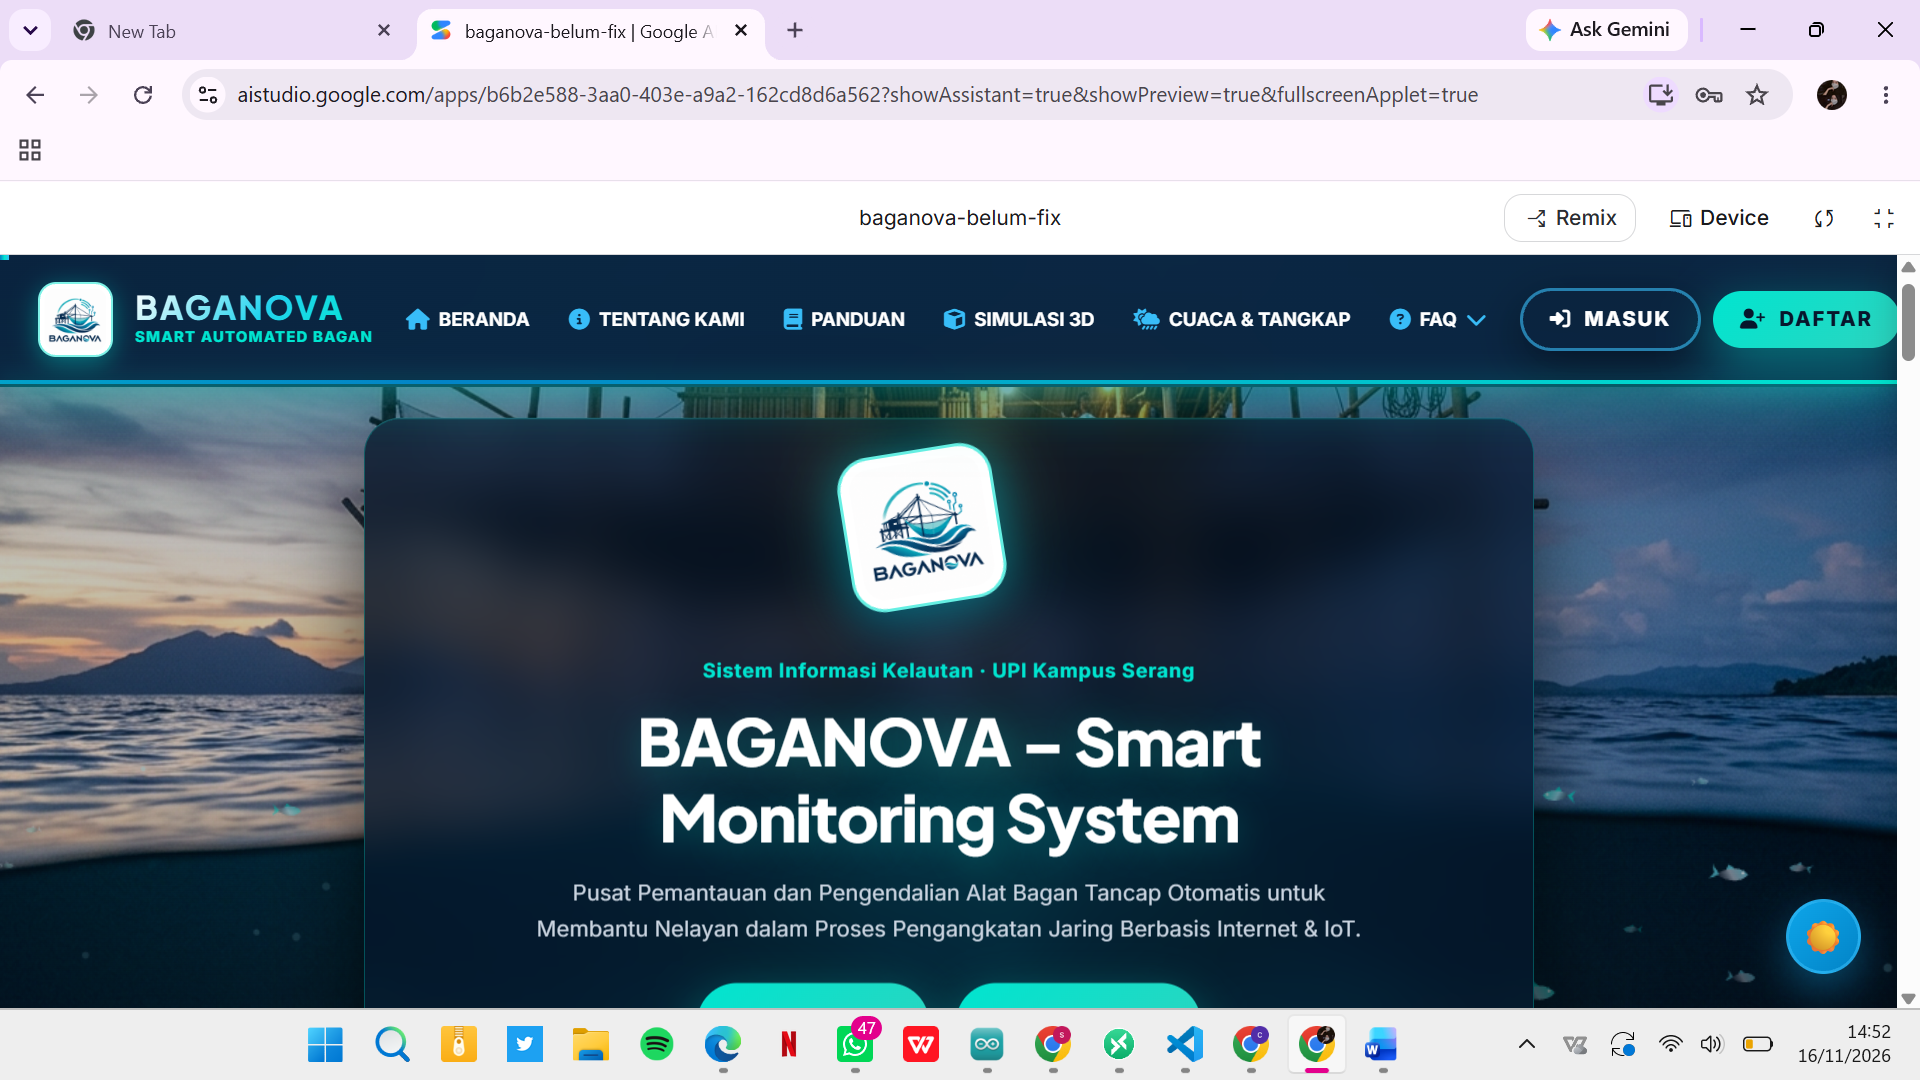 New Tab
baganova-belum-fix | Google A
Ask Gemini
aistudio.google.com/apps/b6b2e588-3aa0-403e-a9a2-162cd8d6a562?showAssistant=true&showPreview=true&fullscreenApplet=true
baganova-belum-fix
Remix
Device
BAGANOVA
BAGANOVA
SMART AUTOMATED BAGAN
BERANDA
TENTANG KAMI
PANDUAN
SIMULASI 3D
CUACA & TANGKAP
FAQ
MASUK
DAFTAR
BAGANOVA
Sistem Informasi Kelautan · UPI Kampus Serang
BAGANOVA – Smart
Monitoring System
Pusat Pemantauan dan Pengendalian Alat Bagan Tancap Otomatis untuk
Membantu Nelayan dalam Proses Pengangkatan Jaring Berbasis Internet & IoT.
47
s
c
14:52
16/11/2026